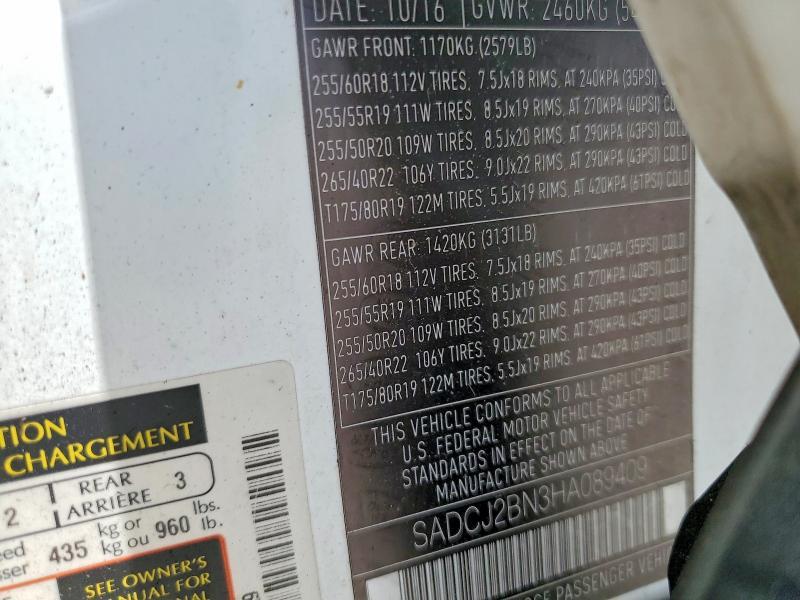 DATE: 10/16 GVWR: 2460KG
GAWR FRONT: 1170KG (2579LB)
255/60R18 112V TIRES, 7.5Jx18 RIMS, AT 240KPA (35PSI) COLD
255/55R19 111W TIRES, 8.5Jx19 RIMS, AT 270KPA (40PSI) COLD
255/50R20 109W TIRES, 8.5Jx20 RIMS, AT 290KPA (43PSI) COLD
265/40R22 106Y TIRES, 9.0Jx22 RIMS, AT 290KPA (43PSI) COLD
T175/80R19 122M TIRES, 5.5Jx19 RIMS, AT 420KPA (61PSI) COLD
GAWR REAR: 1420KG (3131LB)
255/60R18 112V TIRES, 7.5Jx18 RIMS, AT 240KPA (35PSI) COLD
255/55R19 111W TIRES, 8.5Jx19 RIMS, AT 270KPA (40PSI) COLD
255/50R20 109W TIRES, 8.5Jx20 RIMS, AT 290KPA (43PSI) COLD
265/40R22 106Y TIRES, 9.0Jx22 RIMS, AT 290KPA (43PSI) COLD
T175/80R19 122M TIRES, 5.5Jx19 RIMS, AT 420KPA (61PSI) COLD
THIS VEHICLE CONFORMS TO ALL APPLICABLE
U.S. FEDERAL MOTOR VEHICLE SAFETY
STANDARDS IN EFFECT ON THE DATE OF
MANUFACTURE SHOWN ABOVE
SADCJ2BN3HA089409
PASSENGER VEHIC
TION
CHARGEMENT
2 REAR ARRIÈRE 3
435 kg or kg ou 960 lbs. lb.
SEE OWNER'S
MANUAL FOR